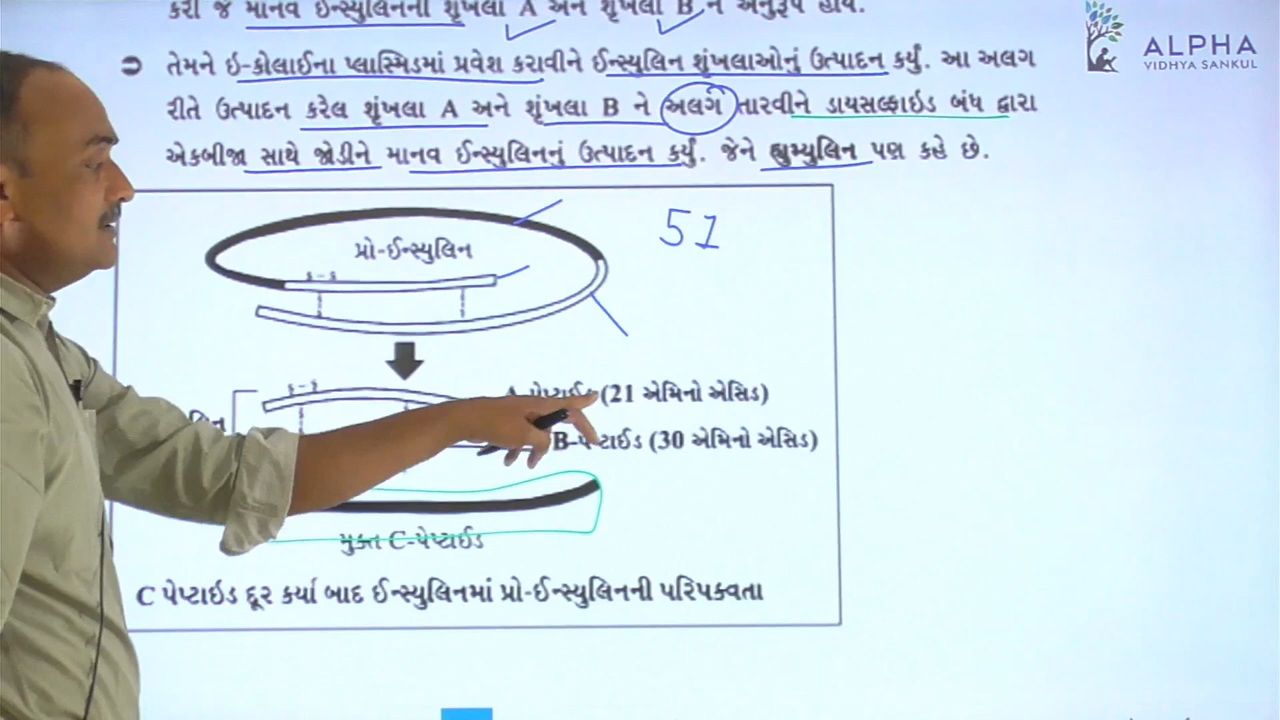 કરી જ માનવ ઈન્સ્યુલિનની શૃંખલા A અને શૃંખલા B ને અનુરૂપ હોય.
ALPHA
VIDHYA SANKUL
➲ તેમને ઇ-કોલાઈના પ્લાસ્મિડમાં પ્રવેશ કરાવીને ઈન્સ્યુલિન શૃંખલાઓનું ઉત્પાદન કર્યું. આ અલગ
રીતે ઉત્પાદન કરેલ શૃંખલા A અને શૃંખલા B ને અલગ તારવીને ડાયસલ્ફાઇડ બંધ દ્વારા
એકબીજા સાથે જોડીને માનવ ઈન્સ્યુલિનનું ઉત્પાદન કર્યું. જેને હ્યુમ્યુલિન પણ કહે છે.
51
પ્રો-ઈન્સ્યુલિન
s-s
s-s
A-પેપ્ટાઈડ (21 એમિનો એસિડ)
B-પેપ્ટાઈડ (30 એમિનો એસિડ)
મુક્ત C-પેપ્ટાઈડ
C પેપ્ટાઇડ દૂર કર્યા બાદ ઈન્સ્યુલિનમાં પ્રો-ઈન્સ્યુલિનની પરિપક્વતા